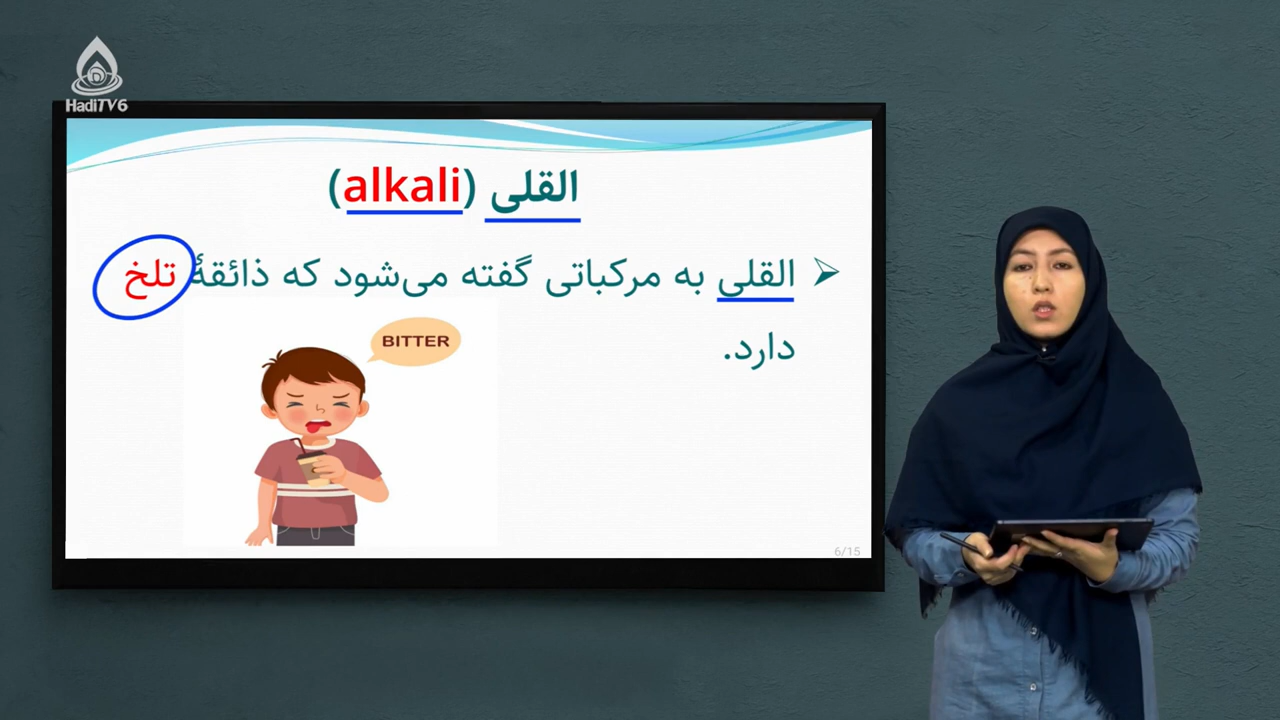 HadiTV6
القلی (alkali)
القلی به مرکباتی گفته می‌شود که ذائقهٔ تلخ
دارد.
BITTER
6/15